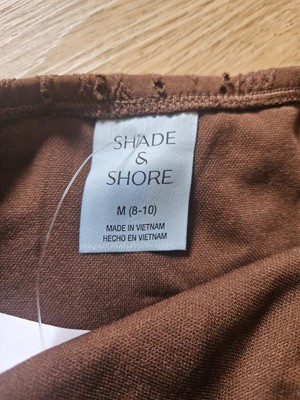 SHADE
&
SHORE
M (8-10)
MADE IN VIETNAM
HECHO EN VIETNAM